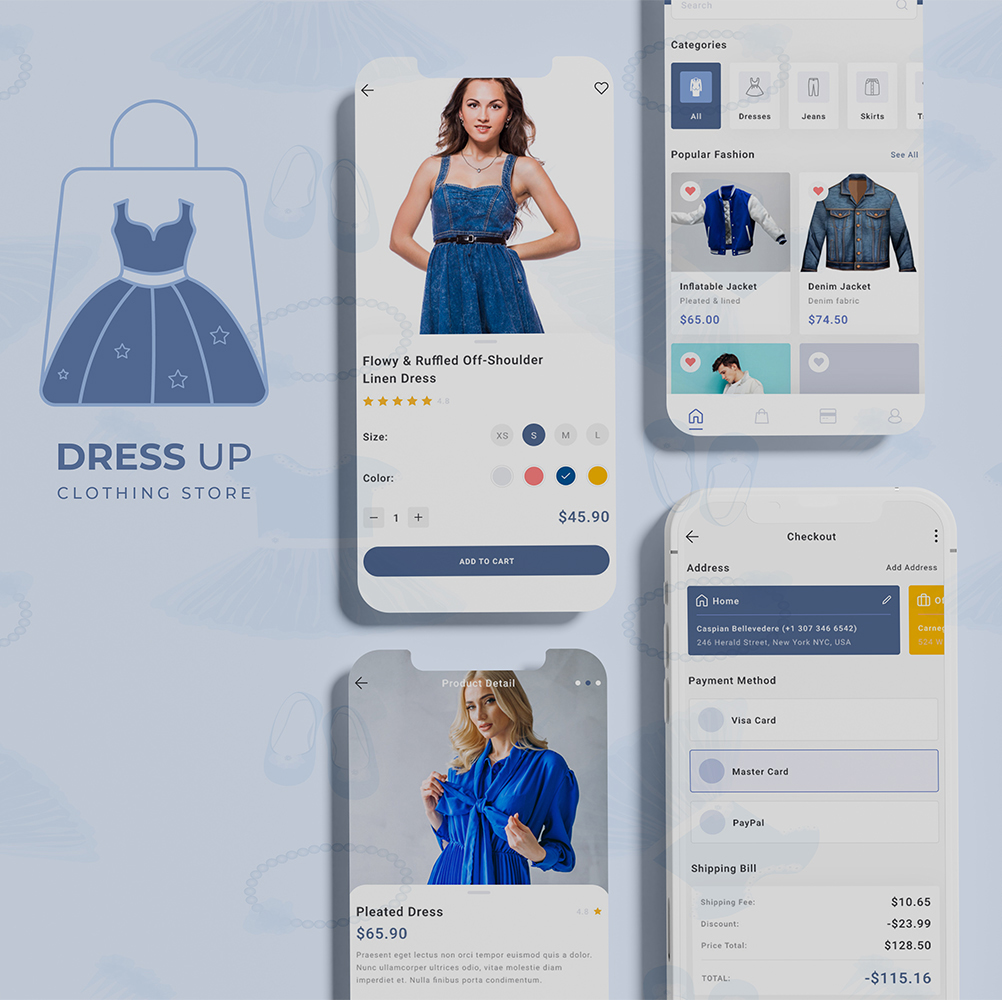 DRESS UP
CLOTHING STORE
Flowy & Ruffled Off-Shoulder
Linen Dress
4.8
Size:
XS
S
M
L
Color:
1
$45.90
ADD TO CART
Search
Categories
All
Dresses
Jeans
Skirts
Popular Fashion
See All
Inflatable Jacket
Pleated & lined
$65.00
Denim Jacket
Denim fabric
$74.50
Product Detail
Pleated Dress
4.8
$65.90
Praesent eget lectus non orci tempor euismod quis a dolor.
Nunc ullamcorper ultrices odio, vitae molestie diam
imperdiet et. Nulla finibus porta condimentum.
Checkout
Address
Add Address
Home
Caspian Bellevedere (+1 307 346 6542)
246 Herald Street, New York NYC, USA
Payment Method
Visa Card
Master Card
PayPal
Shipping Bill
Shipping Fee:
$10.65
Discount:
-$23.99
Price Total:
$128.50
TOTAL:
-$115.16